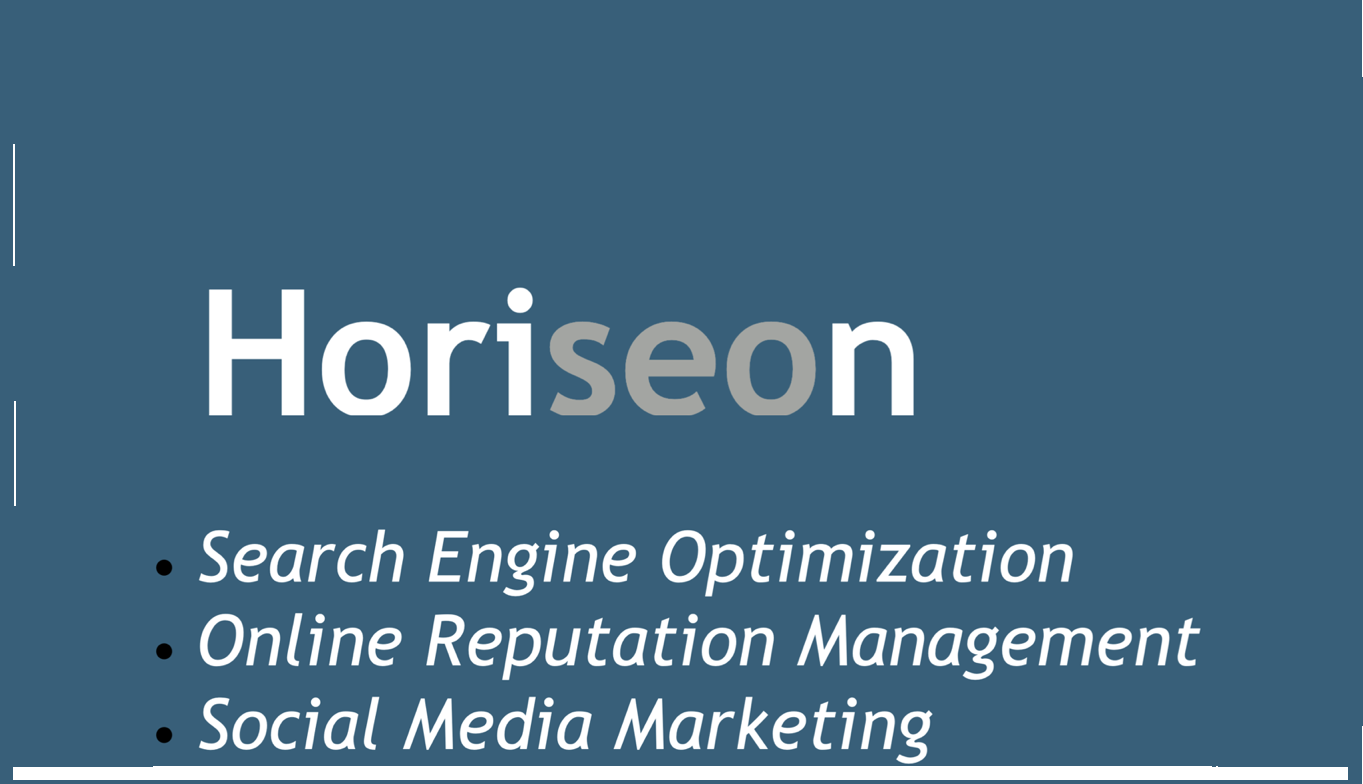 Horiseon
• Search Engine Optimization
• Online Reputation Management
• Social Media Marketing